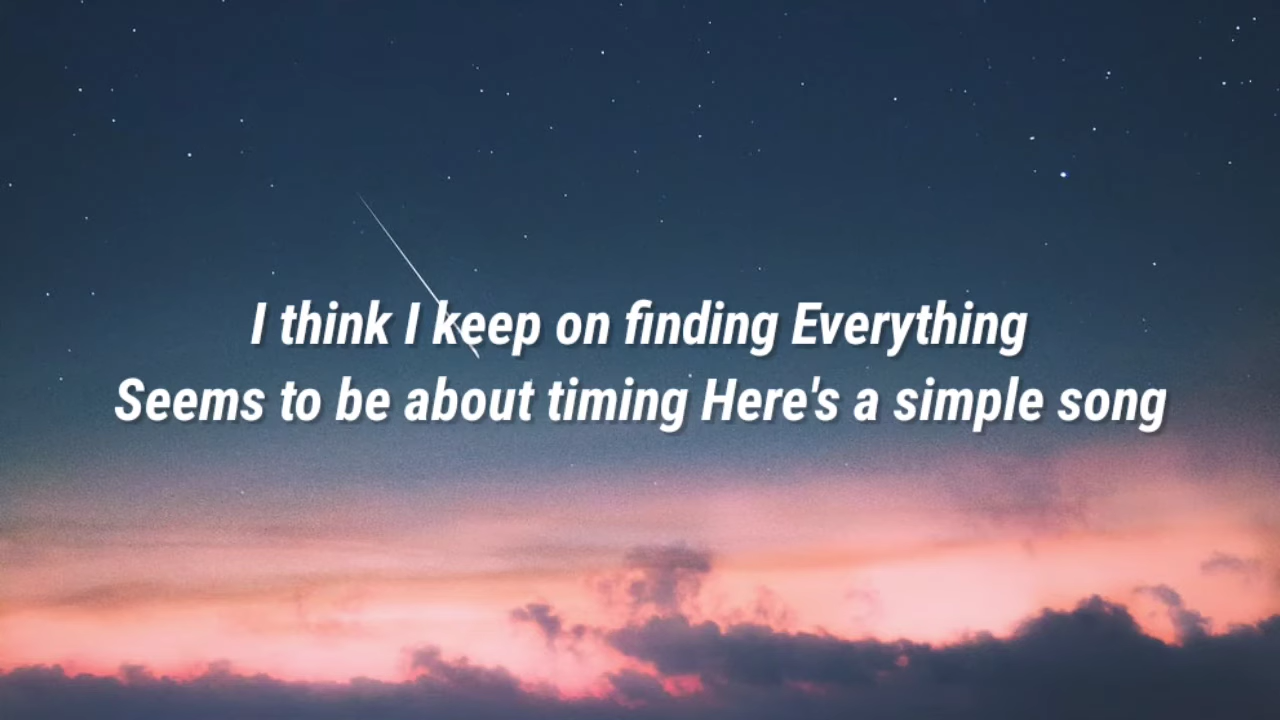 I think I keep on finding Everything
Seems to be about timing Here's a simple song